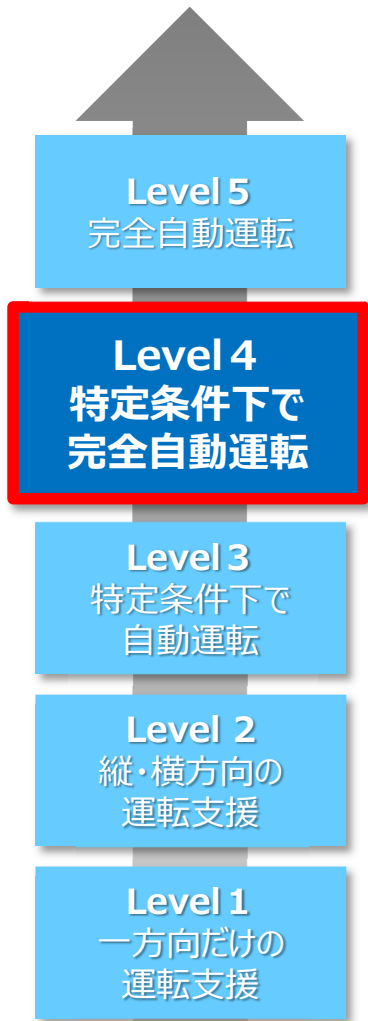 Level 5
完全自動運転
Level 4
特定条件下で
完全自動運転
Level 3
特定条件下で
自動運転
Level 2
縦・横方向の
運転支援
Level 1
一方向だけの
運転支援